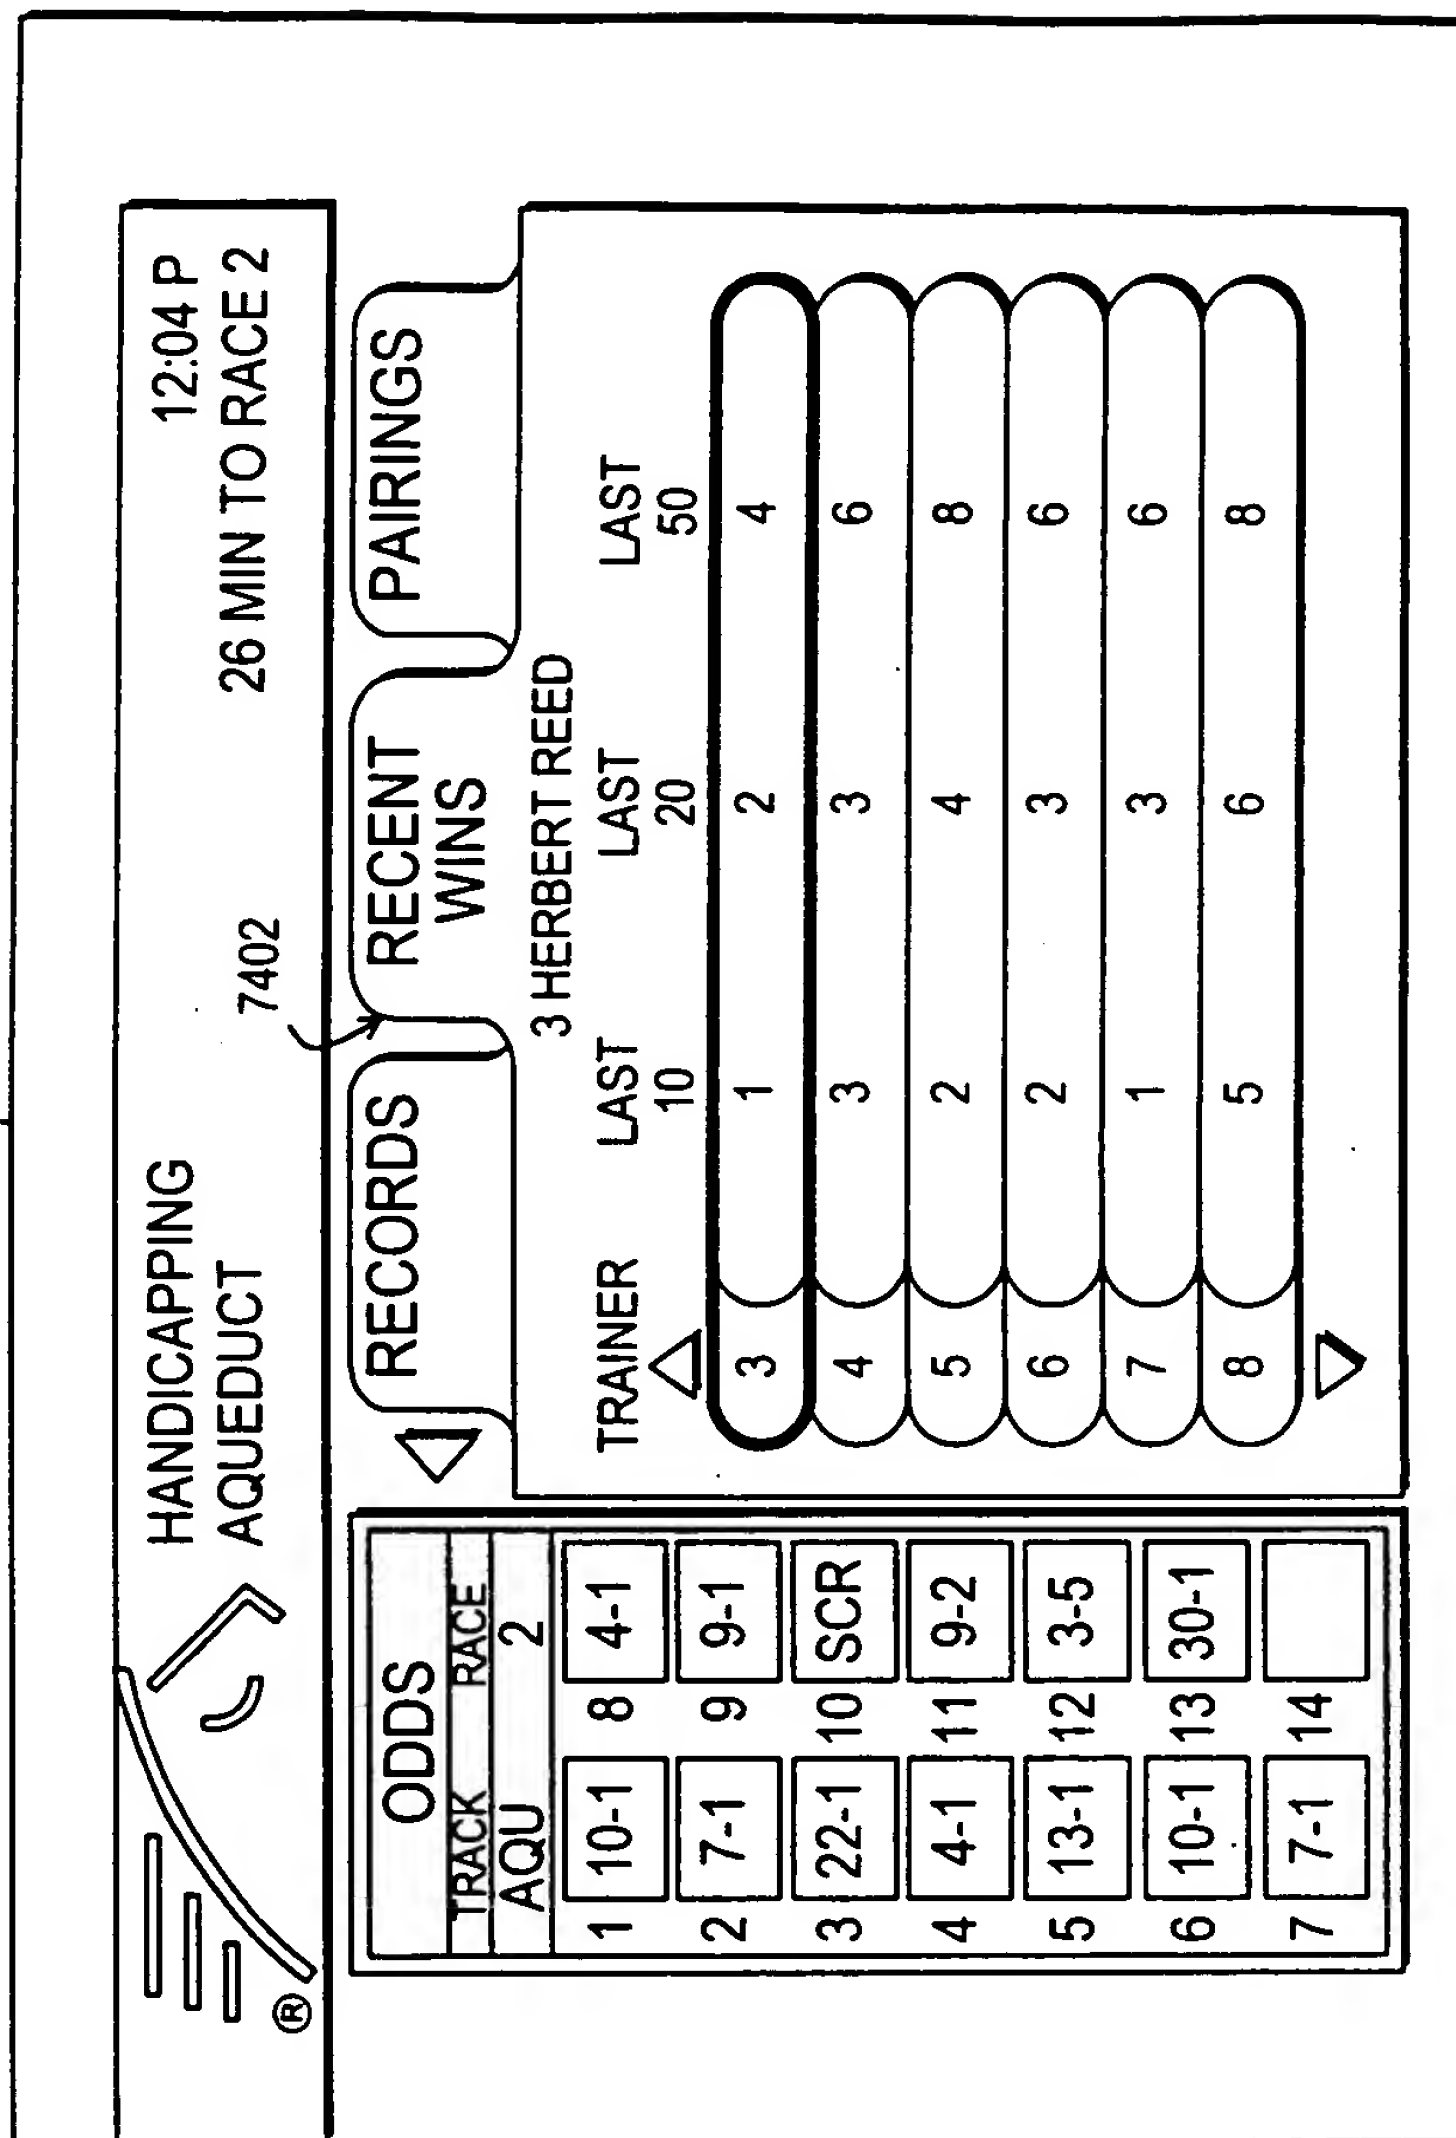 HANDICAPPING 12:04 P
AQUEDUCT 26 MIN TO RACE 2
®
7402
RECORDS
RECENT
WINS
PAIRINGS
3 HERBERT REED
TRAINER LAST LAST LAST
10 20 50
3 1 2 4
4 3 3 6
5 2 4 8
6 2 3 6
7 1 3 6
8 5 6 8
ODDS
TRACK RACE
AQU 2
1 10-1 8 4-1
2 7-1 9 9-1
3 22-1 10 SCR
4 4-1 11 9-2
5 13-1 12 3-5
6 10-1 13 30-1
7 7-1 14